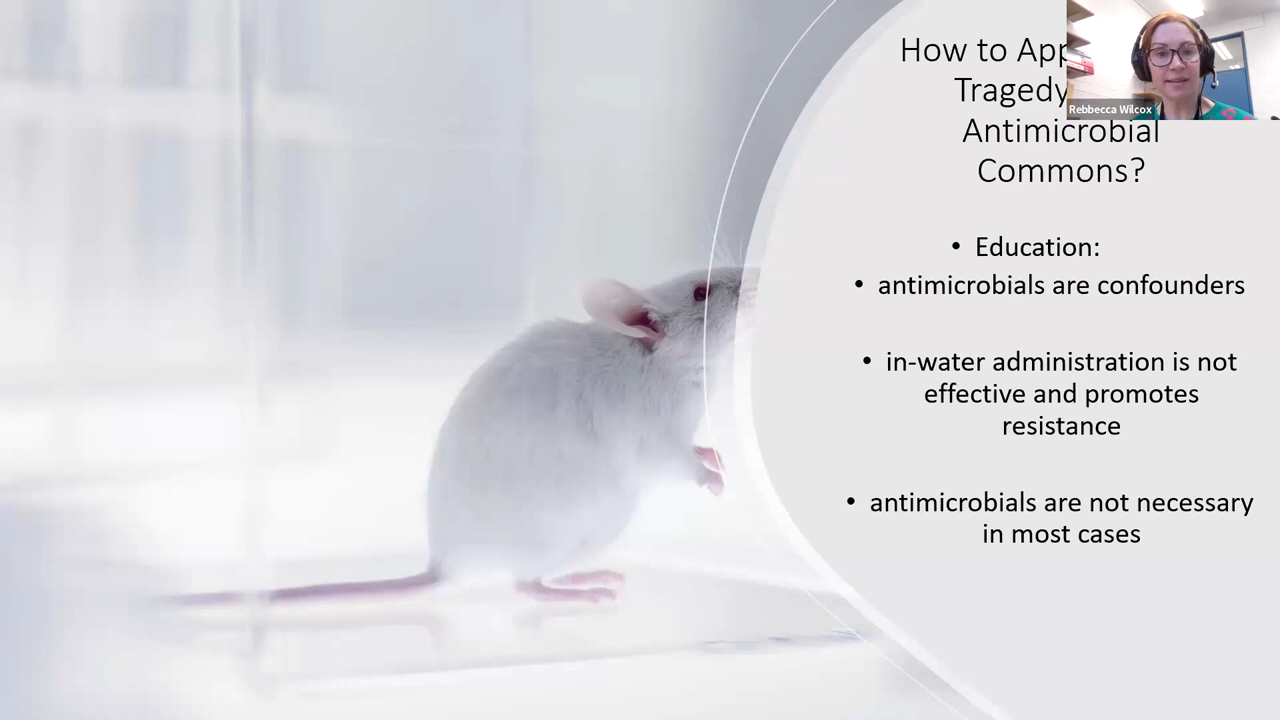 How to
Tragedy
Antimicrobial
Commons?
Rebbecca Wilcox
• Education:
• antimicrobials are confounders
• in-water administration is not
effective and promotes
resistance
• antimicrobials are not necessary
in most cases